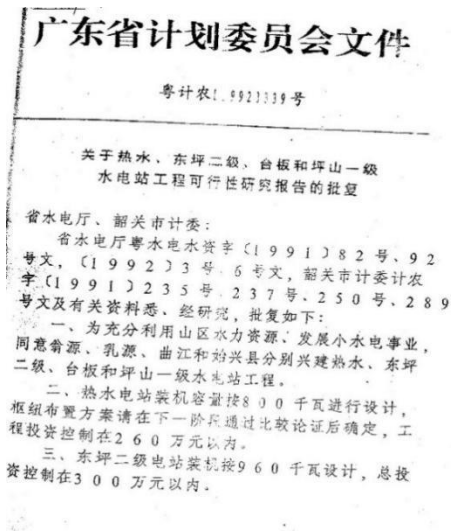 广东省计划委员会文件
粤计农〔1992〕339号
关于热水、东坪二级、台板和坪山一级
水电站工程可行性研究报告的批复
省水电厅、韶关市计委：
省水电厅粤水电水资字〔1991〕82号、92
号文，〔1992〕3号、6号文，韶关市计委计农
字〔1991〕235号、237号、250号、289
号文及有关资料悉、经研究，批复如下：
一、为充分利用山区水力资源、发展小水电事业，
同意翁源、乳源、曲江和始兴县分别兴建热水、东坪
二级、台板和坪山一级水电站工程。
二、热水电站装机容量按800千瓦进行设计，
枢纽布置方案请在下一阶段通过比较论证后确定，工
程投资控制在260万元以内。
三、东坪二级电站装机按960千瓦设计，总投
资控制在300万元以内。